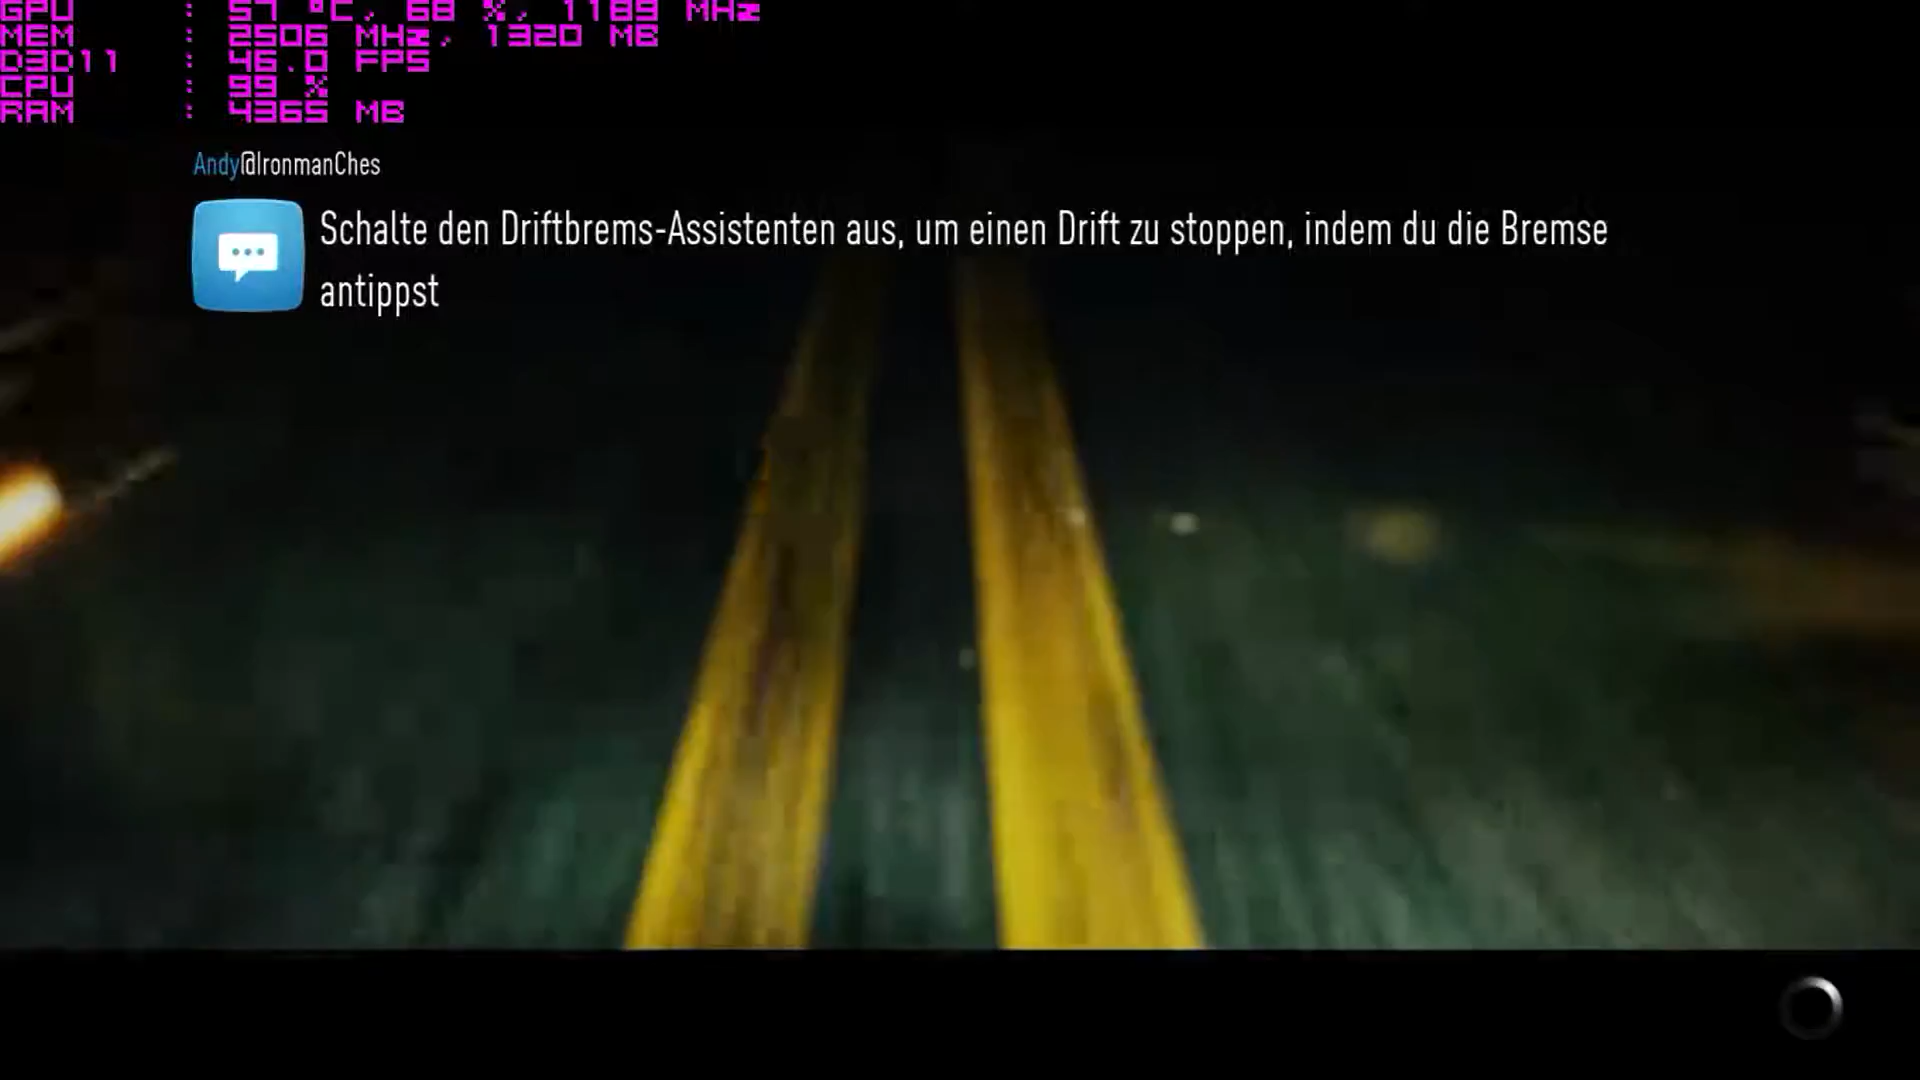 GPU : 57 °C, 68 %, 1189 MHz
MEM : 2506 MHz, 1320 MB
D3D11 : 46.0 FPS
CPU : 99 %
RAM : 4365 MB
Andy@IronmanChes
Schalte den Driftbrems-Assistenten aus, um einen Drift zu stoppen, indem du die Bremse
antippst